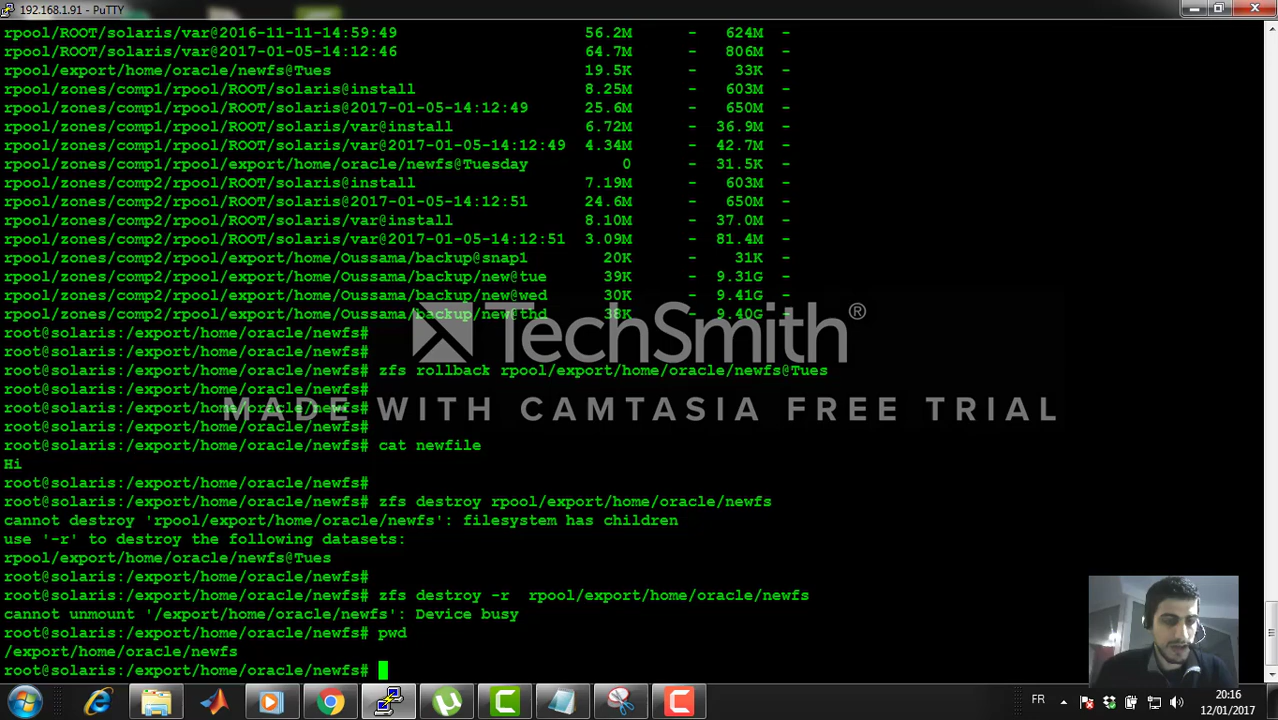 192.168.1.91 - PuTTY
rpool/ROOT/solaris/var@2016-11-11-14:59:49 56.2M - 624M -
rpool/ROOT/solaris/var@2017-01-05-14:12:46 64.7M - 806M -
rpool/export/home/oracle/newfs@Tues 19.5K - 33K -
rpool/zones/comp1/rpool/ROOT/solaris@install 8.25M - 603M -
rpool/zones/comp1/rpool/ROOT/solaris@2017-01-05-14:12:49 25.6M - 650M -
rpool/zones/comp1/rpool/ROOT/solaris/var@install 6.72M - 36.9M -
rpool/zones/comp1/rpool/ROOT/solaris/var@2017-01-05-14:12:49 4.34M - 42.7M -
rpool/zones/comp1/rpool/export/home/oracle/newfs@Tuesday 0 - 31.5K -
rpool/zones/comp2/rpool/ROOT/solaris@install 7.19M - 603M -
rpool/zones/comp2/rpool/ROOT/solaris@2017-01-05-14:12:51 24.6M - 650M -
rpool/zones/comp2/rpool/ROOT/solaris/var@install 8.10M - 37.0M -
rpool/zones/comp2/rpool/ROOT/solaris/var@2017-01-05-14:12:51 3.09M - 81.4M -
rpool/zones/comp2/rpool/export/home/Oussama/backup@snap1 20K - 31K -
rpool/zones/comp2/rpool/export/home/Oussama/backup/new@tue 39K - 9.31G -
rpool/zones/comp2/rpool/export/home/Oussama/backup/new@wed 30K - 9.41G -
rpool/zones/comp2/rpool/export/home/Oussama/backup/new@thd 38K - 9.40G -
root@solaris:/export/home/oracle/newfs#
root@solaris:/export/home/oracle/newfs#
TechSmith®
root@solaris:/export/home/oracle/newfs# zfs rollback rpool/export/home/oracle/newfs@Tues
root@solaris:/export/home/oracle/newfs#
root@solaris:/export/home/oracle/newfs#
MADE WITH CAMTASIA FREE TRIAL
root@solaris:/export/home/oracle/newfs#
root@solaris:/export/home/oracle/newfs# cat newfile
Hi
root@solaris:/export/home/oracle/newfs#
root@solaris:/export/home/oracle/newfs# zfs destroy rpool/export/home/oracle/newfs
cannot destroy 'rpool/export/home/oracle/newfs': filesystem has children
use '-r' to destroy the following datasets:
rpool/export/home/oracle/newfs@Tues
root@solaris:/export/home/oracle/newfs#
root@solaris:/export/home/oracle/newfs# zfs destroy -r  rpool/export/home/oracle/newfs
cannot unmount '/export/home/oracle/newfs': Device busy
root@solaris:/export/home/oracle/newfs# pwd
/export/home/oracle/newfs
root@solaris:/export/home/oracle/newfs#
FR
20:16
12/01/2017